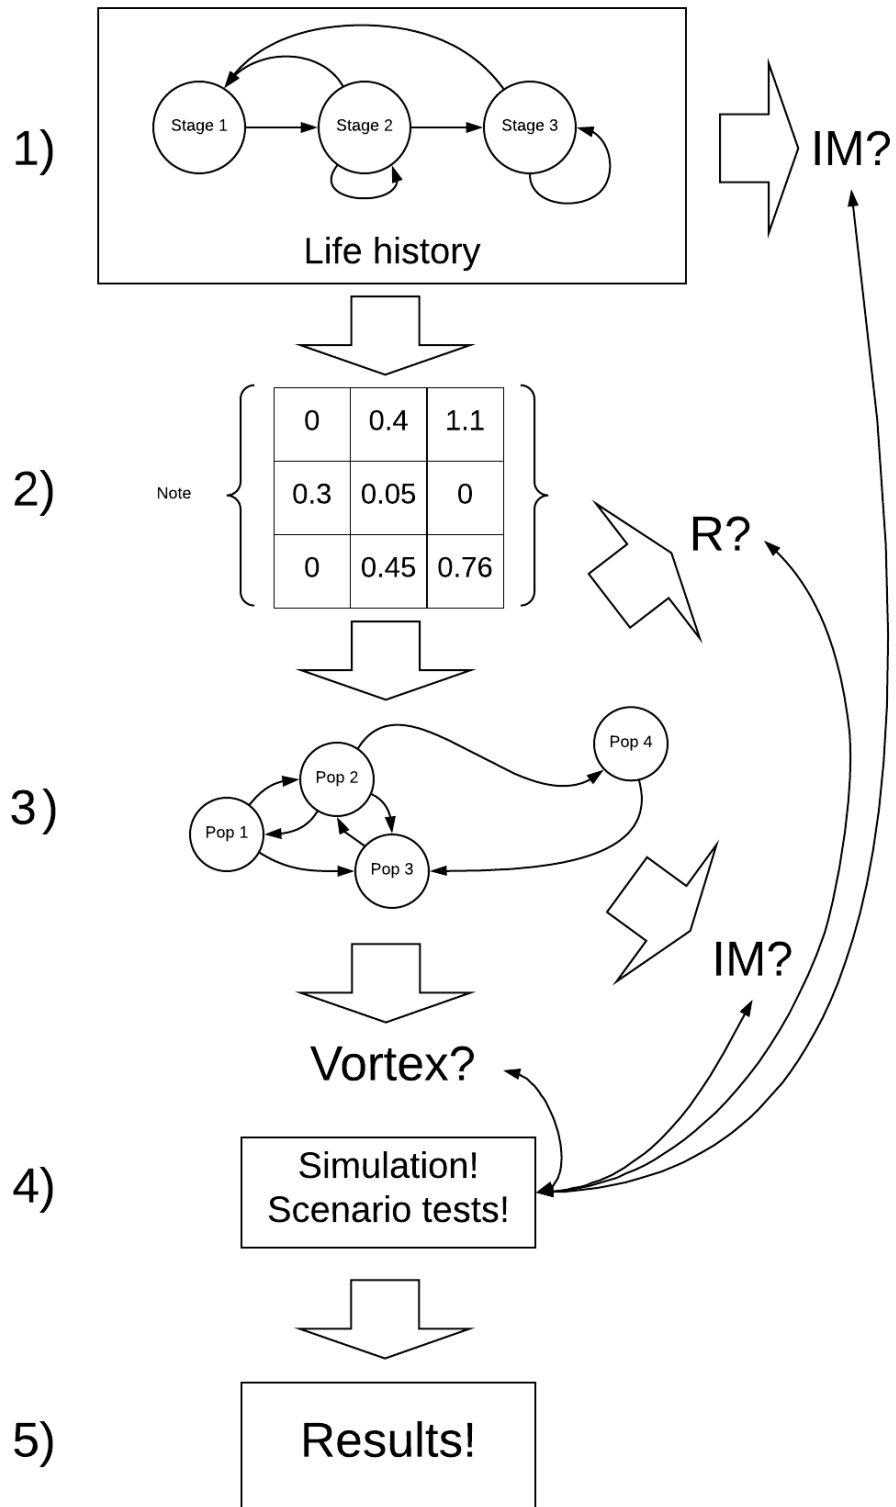 1)
Stage 1
Stage 2
Stage 3
Life history
IM?
2)
Note
0 0.4 1.1
0.3 0.05 0
0 0.45 0.76
R?
3)
Pop 1
Pop 2
Pop 3
Pop 4
IM?
Vortex?
4)
Simulation!
Scenario tests!
5)
Results!